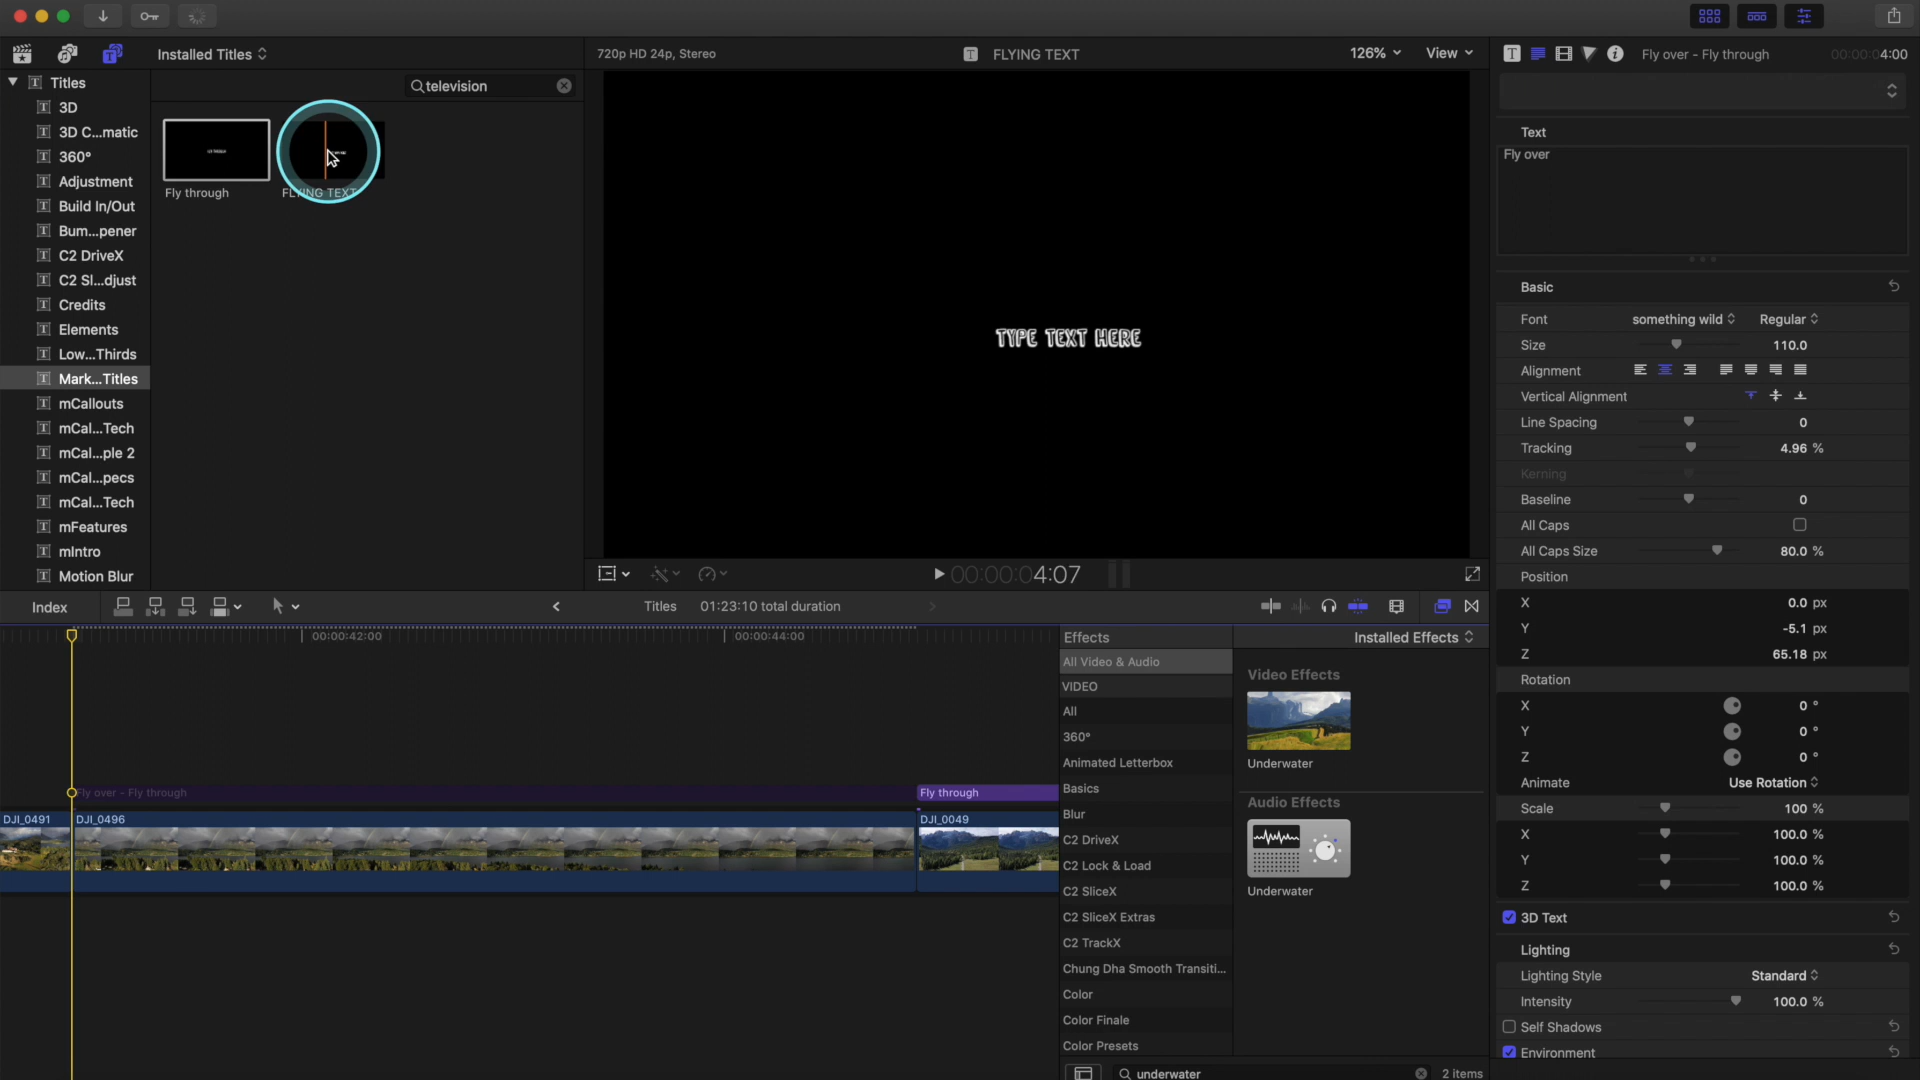 Installed Titles
720p HD 24p, Stereo
FLYING TEXT
126%
View
Fly over - Fly through
00:00:04:00
Titles
television
3D
3D C...matic
360°
Adjustment
Build In/Out
Bum...pener
C2 DriveX
C2 Sl...djust
Credits
Elements
Low...Thirds
Mark...Titles
mCallouts
mCal...Tech
mCal...ple 2
mCal...pecs
mCal...Tech
mFeatures
mIntro
Motion Blur
Fly through
FLYING TEXT
TYPE TEXT HERE
00:00:04:07
Text
Fly over
Basic
Font
something wild
Regular
Size
110.0
Alignment
Vertical Alignment
Line Spacing
0
Tracking
4.96 %
Kerning
Baseline
0
All Caps
All Caps Size
80.0 %
Position
X
0.0 px
Y
-5.1 px
Z
65.18 px
Rotation
X
0 °
Y
0 °
Z
0 °
Animate
Use Rotation
Scale
100 %
X
100.0 %
Y
100.0 %
Z
100.0 %
3D Text
Lighting
Lighting Style
Standard
Intensity
100.0 %
Self Shadows
Environment
Index
Titles
01:23:10 total duration
00:00:42:00
00:00:44:00
Fly over - Fly through
Fly through
DJI_0491
DJI_0496
DJI_0049
Effects
Installed Effects
All Video & Audio
VIDEO
All
360°
Animated Letterbox
Basics
Blur
C2 DriveX
C2 Lock & Load
C2 SliceX
C2 SliceX Extras
C2 TrackX
Chung Dha Smooth Transiti...
Color
Color Finale
Color Presets
Video Effects
Underwater
Audio Effects
Underwater
underwater
2 items